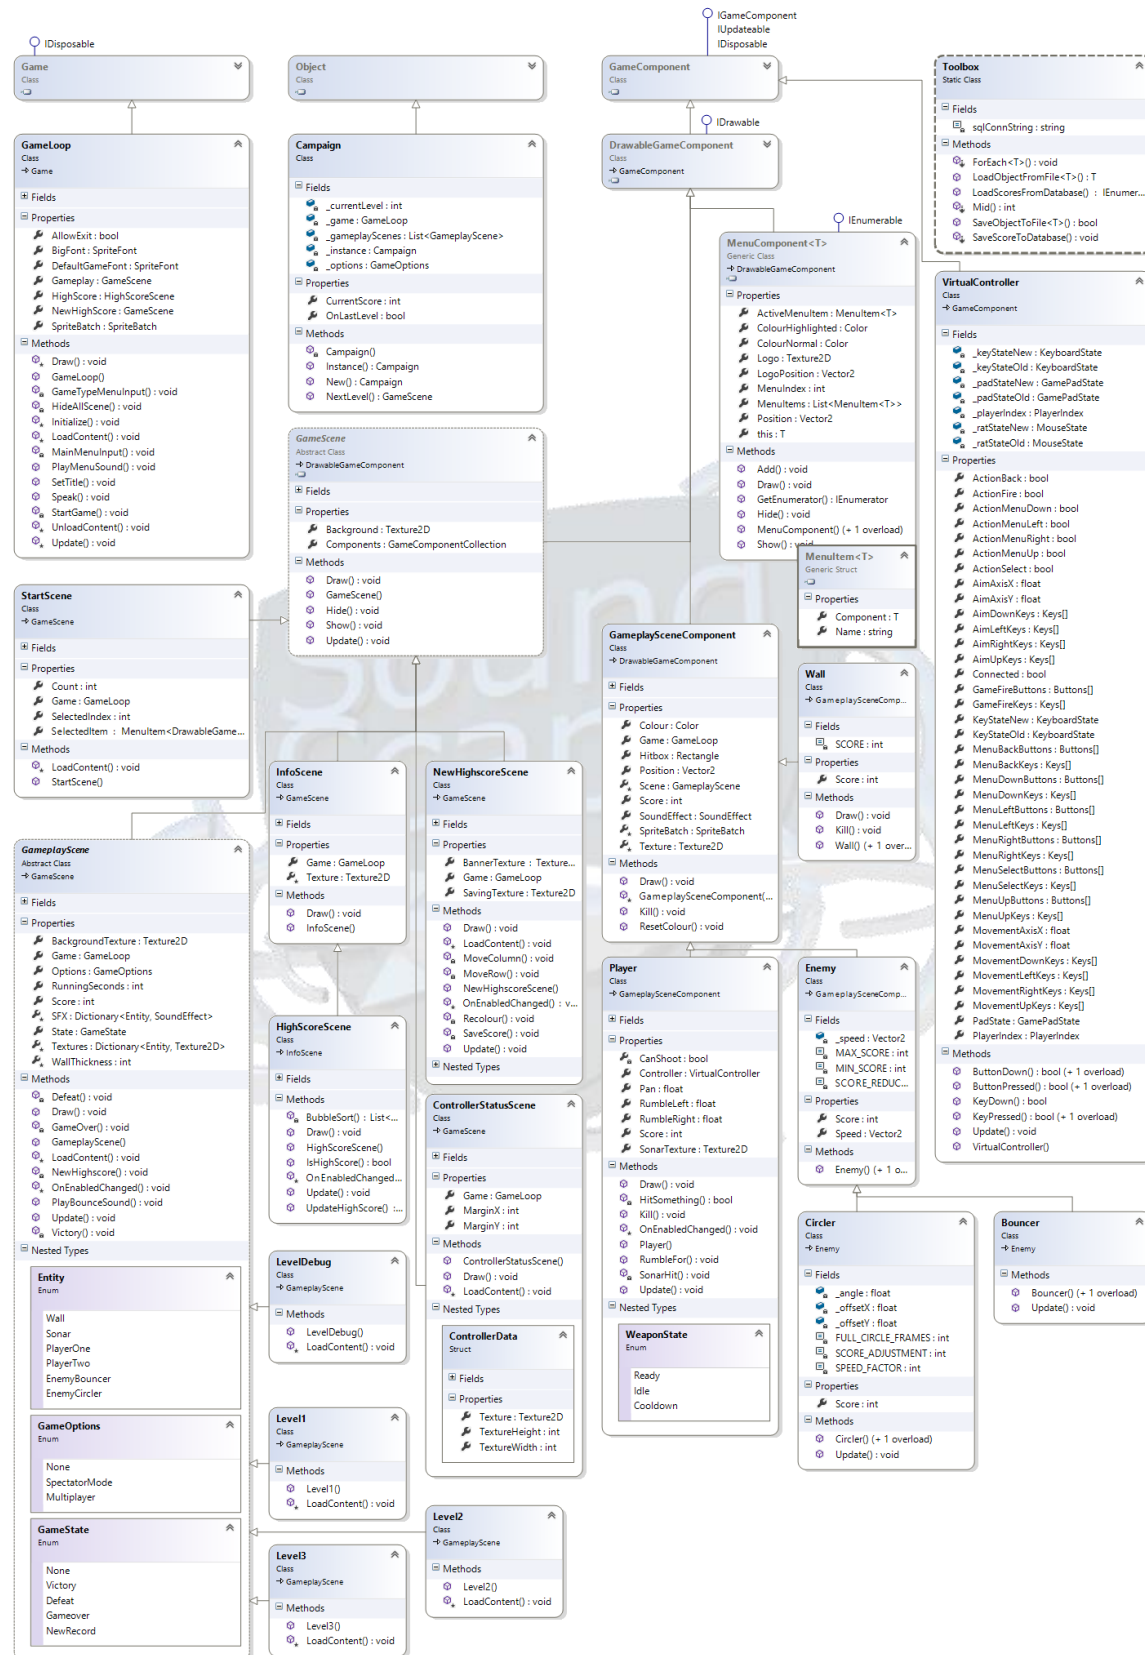 IDisposable
Game
Class
GameLoop
Class
Game
Fields
Properties
AllowExit : bool
BigFont : SpriteFont
DefaultGameFont : SpriteFont
Gameplay : GameScene
HighScore : HighScoreScene
NewHighScore : GameScene
SpriteBatch : SpriteBatch
Methods
Draw() : void
GameLoop()
GameTypeMenuInput() : void
HideAllScene() : void
Initialize() : void
LoadContent() : void
MainMenuInput() : void
PlayMenuSound() : void
SetTitle() : void
Speak() : void
StartGame() : void
UnloadContent() : void
Update() : void
Object
Class
Campaign
Class
Fields
_currentLevel : int
_game : GameLoop
_gameplayScenes : List<GameplayScene>
_instance : Campaign
_options : GameOptions
Properties
CurrentScore : int
OnLastLevel : bool
Methods
Campaign()
Instance() : Campaign
New() : Campaign
NextLevel() : GameScene
GameScene
Abstract Class
DrawableGameComponent
Fields
Properties
Background : Texture2D
Components : GameComponentCollection
Methods
Draw() : void
GameScene()
Hide() : void
Show() : void
Update() : void
IGameComponent
IUpdateable
IDisposable
GameComponent
Class
IDrawable
DrawableGameComponent
Class
GameComponent
IEnumerable
MenuComponent<T>
Generic Class
DrawableGameComponent
Properties
ActiveMenuItem : MenuItem<T>
ColourHighlighted : Color
ColourNormal : Color
Logo : Texture2D
LogoPosition : Vector2
MenuIndex : int
MenuItems : List<MenuItem<T>>
Position : Vector2
this : T
Methods
Add() : void
Draw() : void
GetEnumerator() : IEnumerator
Hide() : void
MenuComponent() (+ 1 overload)
Show() : void
MenuItem<T>
Generic Struct
Properties
Component : T
Name : string
Toolbox
Static Class
Fields
sqlConnString : string
Methods
ForEach<T>() : void
LoadObjectFromFile<T>() : T
LoadScoresFromDatabase() : IEnumer...
Mid() : int
SaveObjectToFile<T>() : bool
SaveScoreToDatabase() : void
VirtualController
Class
GameComponent
Fields
_keyStateNew : KeyboardState
_keyStateOld : KeyboardState
_padStateNew : GamePadState
_padStateOld : GamePadState
_playerIndex : PlayerIndex
_ratStateNew : MouseState
_ratStateOld : MouseState
Properties
ActionBack : bool
ActionFire : bool
ActionMenuDown : bool
ActionMenuLeft : bool
ActionMenuRight : bool
ActionMenuUp : bool
ActionSelect : bool
AimAxisX : float
AimAxisY : float
AimDownKeys : Keys[]
AimLeftKeys : Keys[]
AimRightKeys : Keys[]
AimUpKeys : Keys[]
Connected : bool
GameFireButtons : Buttons[]
GameFireKeys : Keys[]
KeyStateNew : KeyboardState
KeyStateOld : KeyboardState
MenuBackButtons : Buttons[]
MenuBackKeys : Keys[]
MenuDownButtons : Buttons[]
MenuDownKeys : Keys[]
MenuLeftButtons : Buttons[]
MenuLeftKeys : Keys[]
MenuRightButtons : Buttons[]
MenuRightKeys : Keys[]
MenuSelectButtons : Buttons[]
MenuSelectKeys : Keys[]
MenuUpButtons : Buttons[]
MenuUpKeys : Keys[]
MovementAxisX : float
MovementAxisY : float
MovementDownKeys : Keys[]
MovementLeftKeys : Keys[]
MovementRightKeys : Keys[]
MovementUpKeys : Keys[]
PadState : GamePadState
PlayerIndex : PlayerIndex
Methods
ButtonDown() : bool (+ 1 overload)
ButtonPressed() : bool (+ 1 overload)
KeyDown() : bool
KeyPressed() : bool (+ 1 overload)
Update() : void
VirtualController()
StartScene
Class
GameScene
Fields
Properties
Count : int
Game : GameLoop
SelectedIndex : int
SelectedItem : MenuItem<DrawableGame...
Methods
LoadContent() : void
StartScene()
GameplayScene
Abstract Class
GameScene
Fields
Properties
BackgroundTexture : Texture2D
Game : GameLoop
Options : GameOptions
RunningSeconds : int
Score : int
SFX : Dictionary<Entity, SoundEffect>
State : GameState
Textures : Dictionary<Entity, Texture2D>
WallThickness : int
Methods
Defeat() : void
Draw() : void
GameOver() : void
GameplayScene()
LoadContent() : void
NewHighscore() : void
OnEnabledChanged() : void
PlayBounceSound() : void
Update() : void
Victory() : void
Nested Types
Entity
Enum
Wall
Sonar
PlayerOne
PlayerTwo
EnemyBouncer
EnemyCircler
GameOptions
Enum
None
SpectatorMode
Multiplayer
GameState
Enum
None
Victory
Defeat
Gameover
NewRecord
InfoScene
Class
GameScene
Fields
Properties
Game : GameLoop
Texture : Texture2D
Methods
Draw() : void
InfoScene()
HighScoreScene
Class
InfoScene
Fields
Methods
BubbleSort() : List<...
Draw() : void
HighScoreScene()
IsHighScore() : bool
OnEnabledChanged...
Update() : void
UpdateHighScore() :...
LevelDebug
Class
GameplayScene
Methods
LevelDebug()
LoadContent() : void
Level1
Class
GameplayScene
Methods
Level1()
LoadContent() : void
Level3
Class
GameplayScene
Methods
Level3()
LoadContent() : void
NewHighscoreScene
Class
GameScene
Fields
Properties
BannerTexture : Texture...
Game : GameLoop
SavingTexture : Texture2D
Methods
Draw() : void
LoadContent() : void
MoveColumn() : void
MoveRow() : void
NewHighscoreScene()
OnEnabledChanged() : v...
Recolour() : void
SaveScore() : void
Update() : void
Nested Types
ControllerStatusScene
Class
GameScene
Fields
Properties
Game : GameLoop
MarginX : int
MarginY : int
Methods
ControllerStatusScene()
Draw() : void
LoadContent() : void
Nested Types
ControllerData
Struct
Fields
Properties
Texture : Texture2D
TextureHeight : int
TextureWidth : int
Level2
Class
GameplayScene
Methods
Level2()
LoadContent() : void
GameplaySceneComponent
Class
DrawableGameComponent
Fields
Properties
Colour : Color
Game : GameLoop
Hitbox : Rectangle
Position : Vector2
Scene : GameplayScene
Score : int
SoundEffect : SoundEffect
SpriteBatch : SpriteBatch
Texture : Texture2D
Methods
Draw() : void
GameplaySceneComponent(...
Kill() : void
ResetColour() : void
Wall
Class
GameplaySceneComp...
Fields
SCORE : int
Properties
Score : int
Methods
Draw() : void
Kill() : void
Wall() (+ 1 over...
Player
Class
GameplaySceneComponent
Fields
Properties
CanShoot : bool
Controller : VirtualController
Pan : float
RumbleLeft : float
RumbleRight : float
Score : int
SonarTexture : Texture2D
Methods
Draw() : void
HitSomething() : bool
Kill() : void
OnEnabledChanged() : void
Player()
RumbleFor() : void
SonarHit() : void
Update() : void
Nested Types
WeaponState
Enum
Ready
Idle
Cooldown
Enemy
Class
GameplaySceneComp...
Fields
_speed : Vector2
MAX_SCORE : int
MIN_SCORE : int
SCORE_REDUC...
Properties
Score : int
Speed : Vector2
Methods
Enemy() (+ 1 o...
Circler
Class
Enemy
Fields
_angle : float
_offsetX : float
_offsetY : float
FULL_CIRCLE_FRAMES : int
SCORE_ADJUSTMENT : int
SPEED_FACTOR : int
Properties
Score : int
Methods
Circler() (+ 1 overload)
Update() : void
Bouncer
Class
Enemy
Methods
Bouncer() (+ 1 overload)
Update() : void
sound